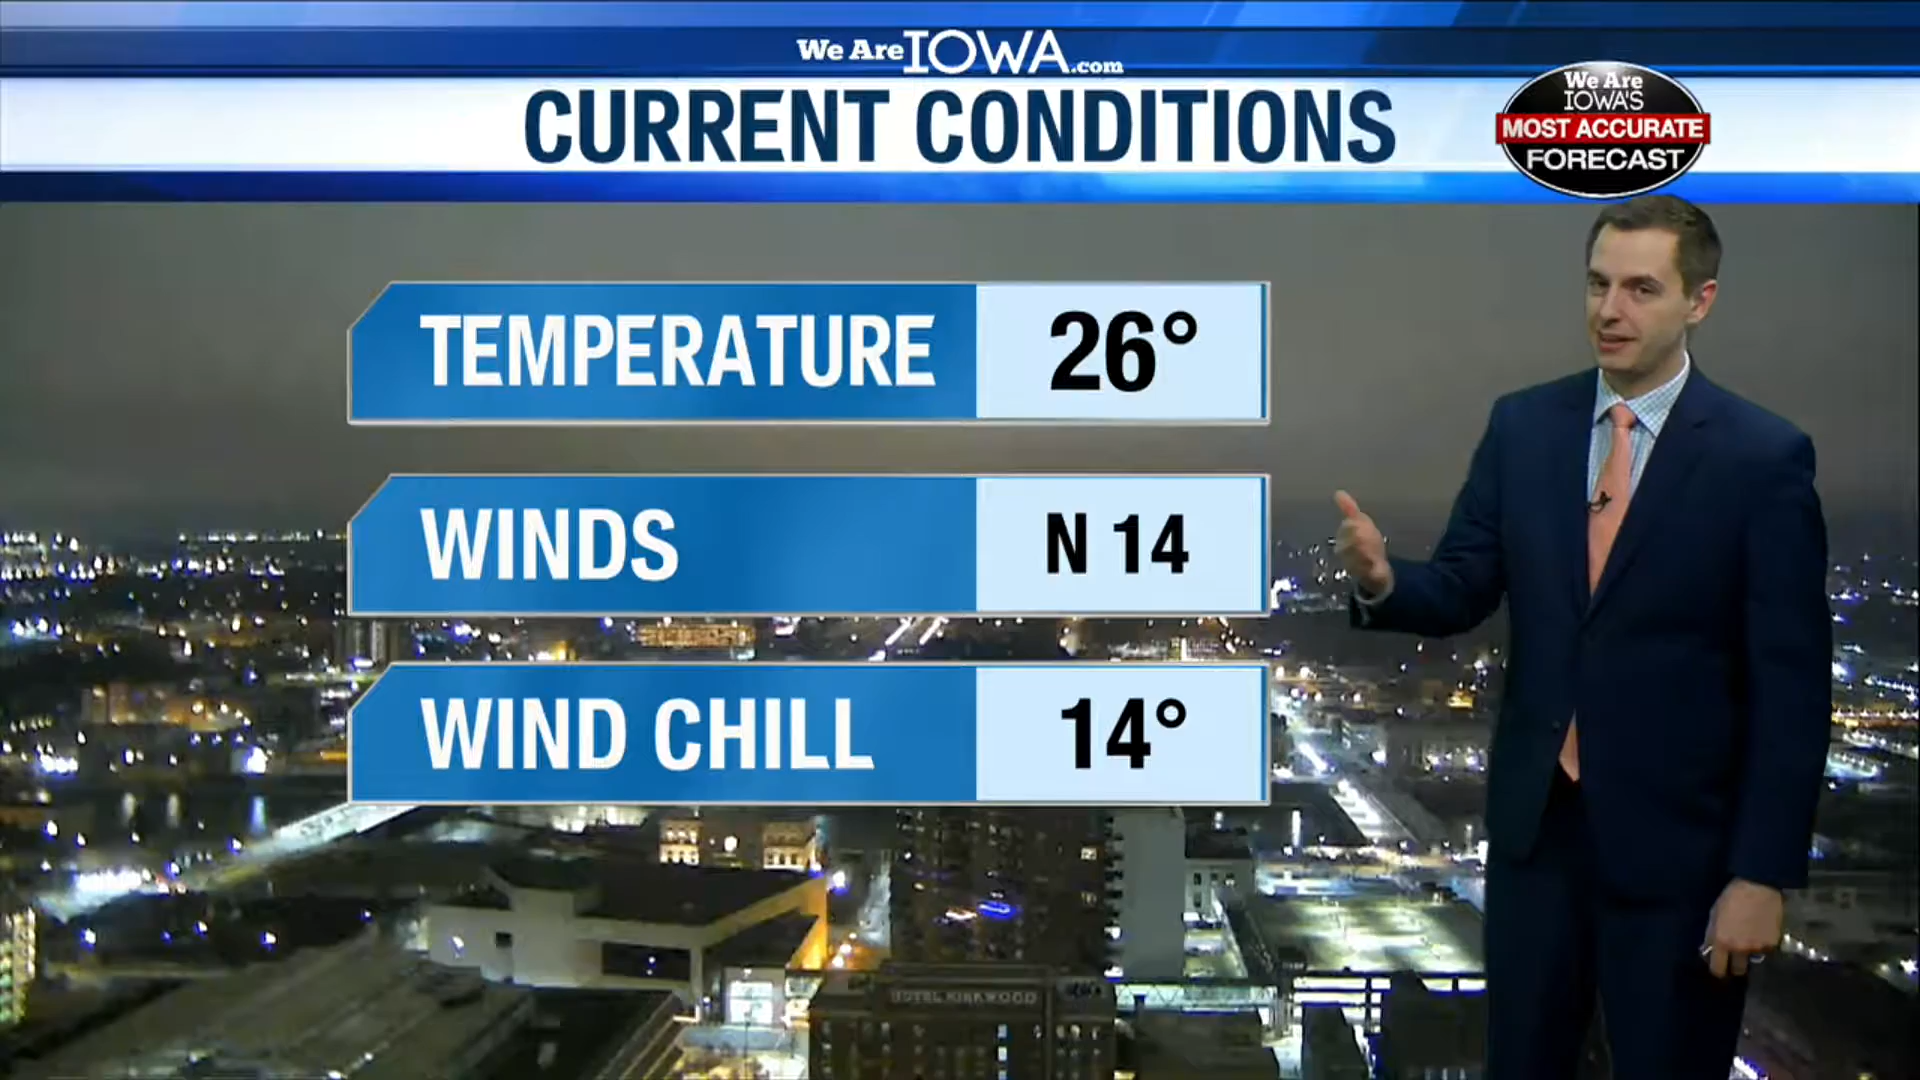 We Are IOWA.com
CURRENT CONDITIONS
We Are
IOWA'S
MOST ACCURATE
FORECAST
TEMPERATURE 26°
WINDS N 14
WIND CHILL 14°
HOTEL KIRKWOOD